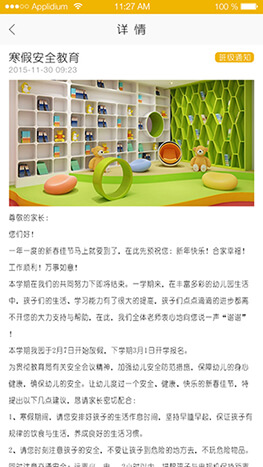 Applidium
11:27 AM
100 %
详 情
寒假安全教育
班级通知
2015-11-30 09:23
尊敬的家长：
您们好！
一年一度的新春佳节马上就要到了，在此先预祝您：新年快乐！合家幸福！
工作顺利！万事如意！
本学期在我们的共同努力下即将结束。一学期来，在丰富多彩的幼儿园生活
中，孩子们的生活、学习能力有了很大的提高，孩子们点点滴滴的进步都离
不开您的大力支持与帮助，在此，我们全体老师衷心地向您说一声“谢谢”
！
本学期我园于2月7日开始放假，下学期3月1日开学报名。
为贯彻教育局有关安全会议精神，加强幼儿安全防范措施，保障幼儿的身心
健康，确保幼儿的安全，让幼儿度过一个安全、健康、快乐的新春佳节，特
提出以下几点建议，恳请家长密切配合：
1、寒假期间，请您安排好孩子的生活作息时间，坚持早睡早起，保证孩子有
规律的饮食与生活，养成良好的生活习惯。
2、请您时刻注意孩子安全，不要让孩子到危险的地方去，不玩危险物品。